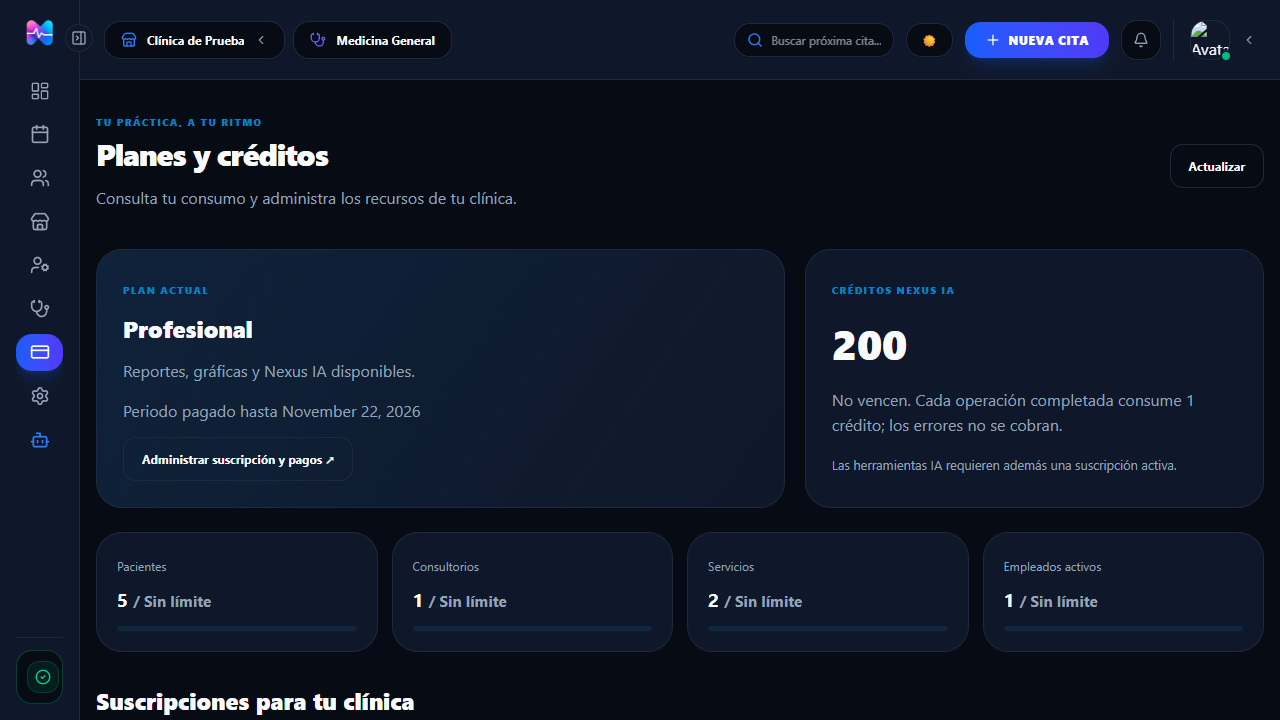 Clínica de Prueba
Medicina General
Buscar próxima cita...
NUEVA CITA
Avata
TU PRÁCTICA, A TU RITMO
Planes y créditos
Consulta tu consumo y administra los recursos de tu clínica.
Actualizar
PLAN ACTUAL
Profesional
Reportes, gráficas y Nexus IA disponibles.
Periodo pagado hasta November 22, 2026
Administrar suscripción y pagos ↗
CRÉDITOS NEXUS IA
200
No vencen. Cada operación completada consume 1
crédito; los errores no se cobran.
Las herramientas IA requieren además una suscripción activa.
Pacientes
5 / Sin límite
Consultorios
1 / Sin límite
Servicios
2 / Sin límite
Empleados activos
1 / Sin límite
Suscripciones para tu clínica